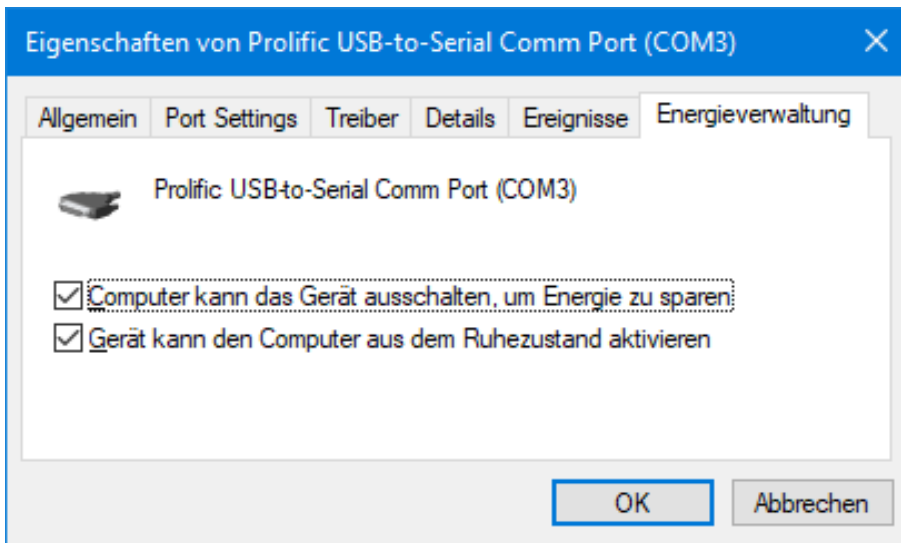 Eigenschaften von Prolific USB-to-Serial Comm Port (COM3)
Allgemein Port Settings Treiber Details Ereignisse Energieverwaltung
Prolific USB-to-Serial Comm Port (COM3)
Computer kann das Gerät ausschalten, um Energie zu sparen
Gerät kann den Computer aus dem Ruhezustand aktivieren
OK Abbrechen